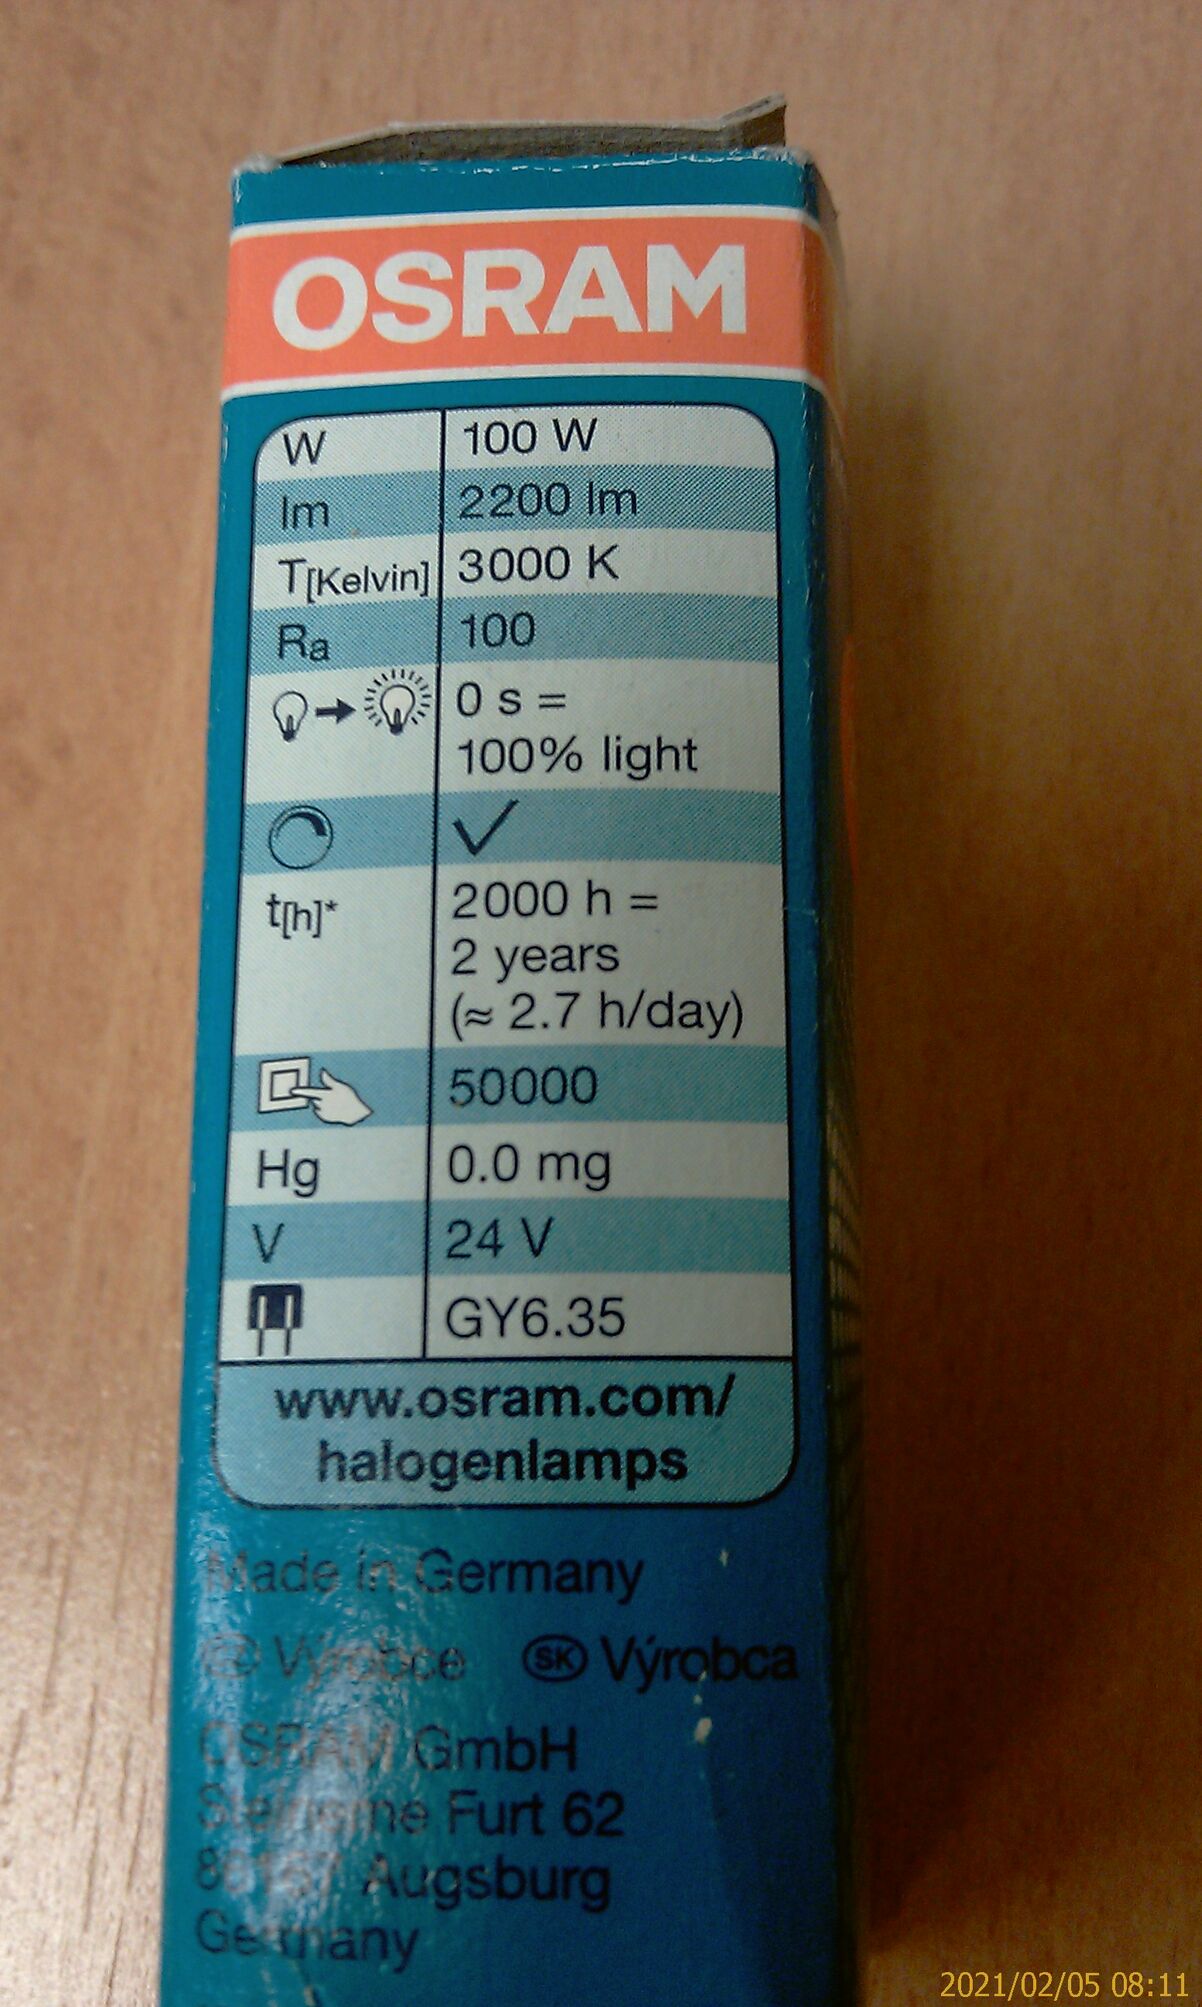 OSRAM
W 100 W
lm 2200 lm
T[Kelvin] 3000 K
Ra 100
0 s =
100% light
✓
t[h]* 2000 h =
2 years
(≈ 2.7 h/day)
50000
Hg 0.0 mg
V 24 V
GY6.35
www.osram.com/
halogenlamps
Made in Germany
Výrobce SK Výrobca
OSRAM GmbH
Furt 62
Augsburg
Germany
2021/02/05 08:11